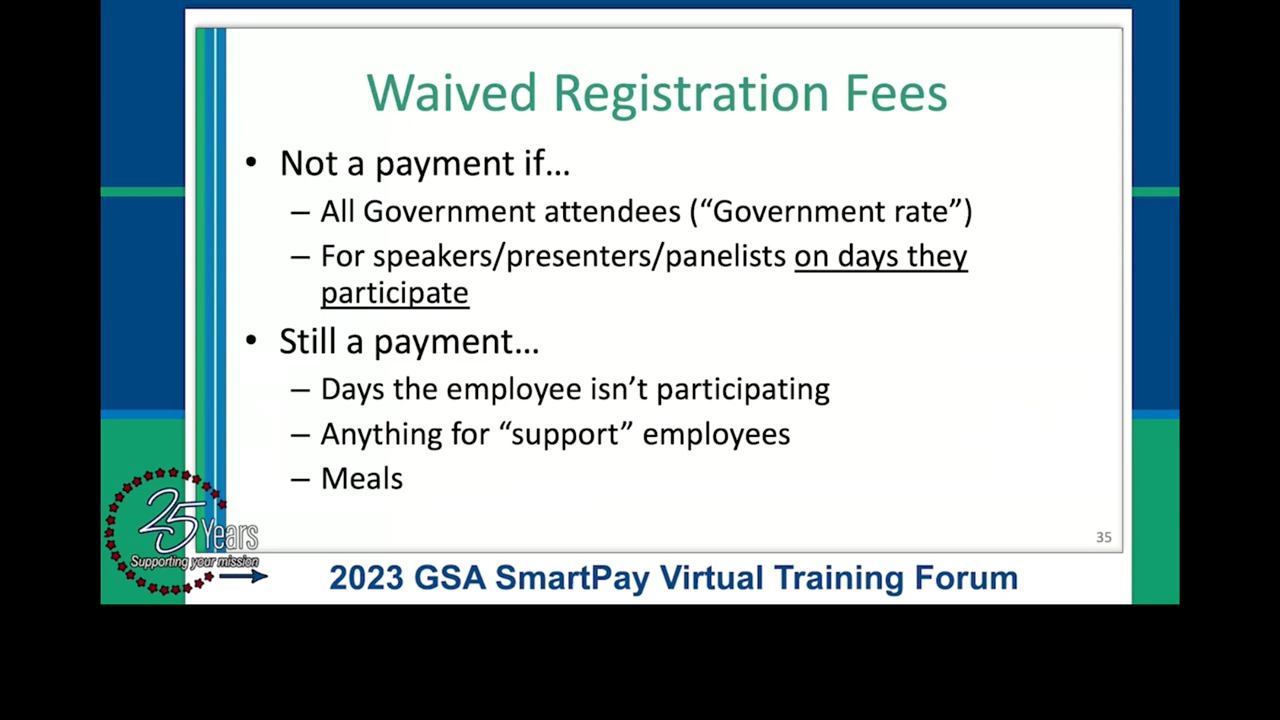 Waived Registration Fees
• Not a payment if...
– All Government attendees (“Government rate”)
– For speakers/presenters/panelists on days they
participate
• Still a payment...
– Days the employee isn’t participating
– Anything for “support” employees
– Meals
35
25 Years
Supporting your mission
2023 GSA SmartPay Virtual Training Forum